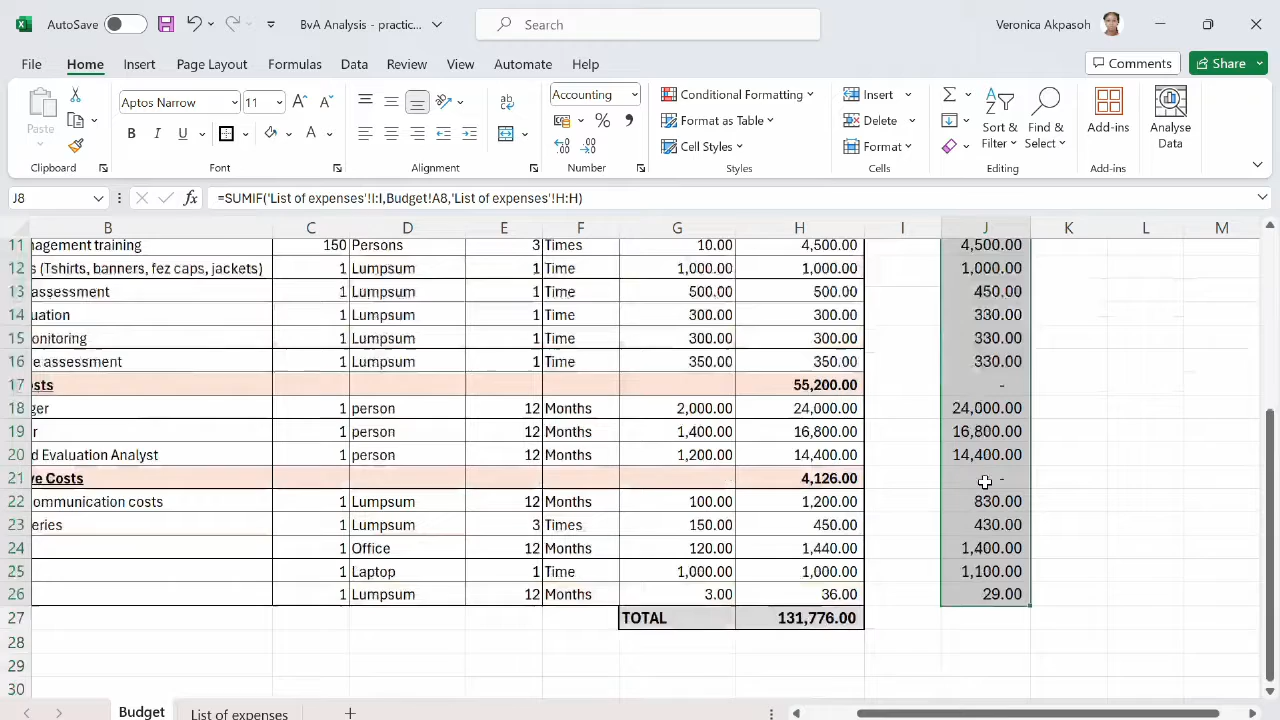 AutoSave
BvA Analysis - practic...
Search
Veronica Akpasoh
File Home Insert Page Layout Formulas Data Review View Automate Help
Comments
Share
Paste
Clipboard
Aptos Narrow 11
B I U
Font
Alignment
Accounting
%
Number
Conditional Formatting
Format as Table
Cell Styles
Styles
Insert
Delete
Format
Cells
Sort & Filter
Find & Select
Editing
Add-ins
Add-ins
Analyse Data
J8
fx
=SUMIF('List of expenses'!I:I,Budget!A8,'List of expenses'!H:H)
B C D E F G H I J K L M
11 nagement training 150 Persons 3 Times 10.00 4,500.00 4,500.00
12 s (Tshirts, banners, fez caps, jackets) 1 Lumpsum 1 Time 1,000.00 1,000.00 1,000.00
13 assessment 1 Lumpsum 1 Time 500.00 500.00 450.00
14 uation 1 Lumpsum 1 Time 300.00 300.00 330.00
15 onitoring 1 Lumpsum 1 Time 300.00 300.00 330.00
16 e assessment 1 Lumpsum 1 Time 350.00 350.00 330.00
17 osts 55,200.00 -
18 ger 1 person 12 Months 2,000.00 24,000.00 24,000.00
19 r 1 person 12 Months 1,400.00 16,800.00 16,800.00
20 d Evaluation Analyst 1 person 12 Months 1,200.00 14,400.00 14,400.00
21 ve Costs 4,126.00 -
22 ommunication costs 1 Lumpsum 12 Months 100.00 1,200.00 830.00
23 eries 1 Lumpsum 3 Times 150.00 450.00 430.00
24 1 Office 12 Months 120.00 1,440.00 1,400.00
25 1 Laptop 1 Time 1,000.00 1,000.00 1,100.00
26 1 Lumpsum 12 Months 3.00 36.00 29.00
27 TOTAL 131,776.00
28
29
30
Budget List of expenses